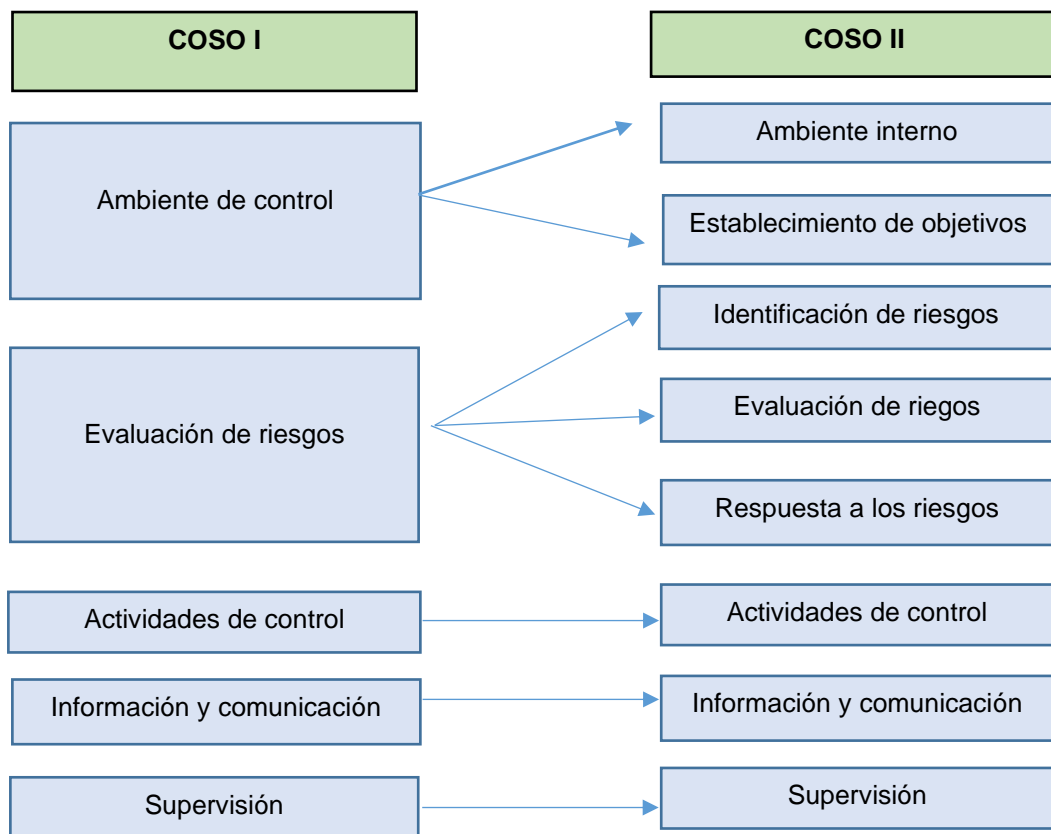 COSO I
COSO II
Ambiente de control
Ambiente interno
Establecimiento de objetivos
Evaluación de riesgos
Identificación de riesgos
Evaluación de riegos
Respuesta a los riesgos
Actividades de control
Actividades de control
Información y comunicación
Información y comunicación
Supervisión
Supervisión